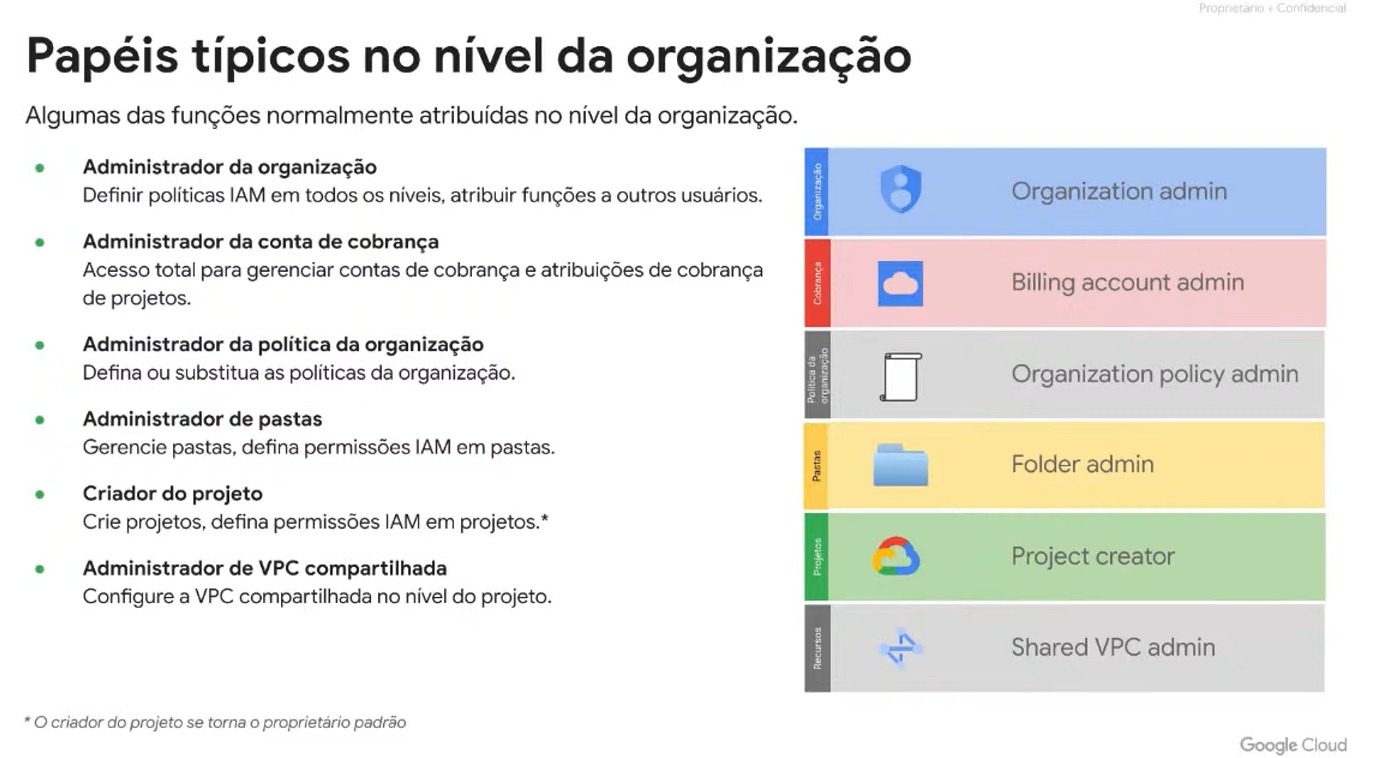 Proprietário + Confidencial
Papéis típicos no nível da organização
Algumas das funções normalmente atribuídas no nível da organização.
Administrador da organização
Definir políticas IAM em todos os níveis, atribuir funções a outros usuários.
Administrador da conta de cobrança
Acesso total para gerenciar contas de cobrança e atribuições de cobrança
de projetos.
Administrador da política da organização
Defina ou substitua as políticas da organização.
Administrador de pastas
Gerencie pastas, defina permissões IAM em pastas.
Criador do projeto
Crie projetos, defina permissões IAM em projetos.*
Administrador de VPC compartilhada
Configure a VPC compartilhada no nível do projeto.
Organização
Organization admin
Cobrança
Billing account admin
Política da
organização
Organization policy admin
Pastas
Folder admin
Projetos
Project creator
Recursos
Shared VPC admin
* O criador do projeto se torna o proprietário padrão
Google Cloud